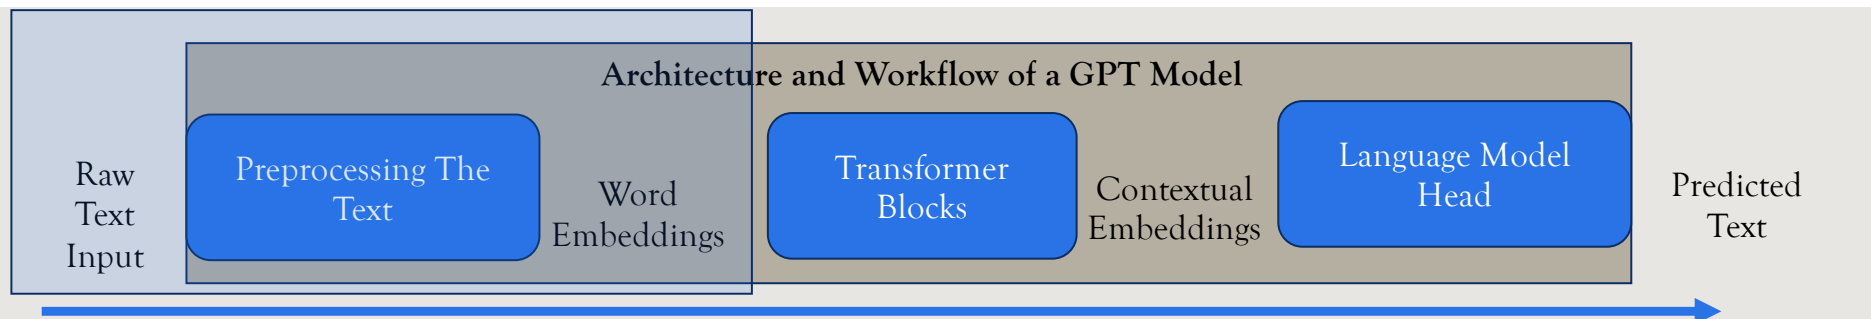 Architecture and Workflow of a GPT Model
Raw
Text
Input
Preprocessing The
Text
Word
Embeddings
Transformer
Blocks
Contextual
Embeddings
Language Model
Head
Predicted
Text